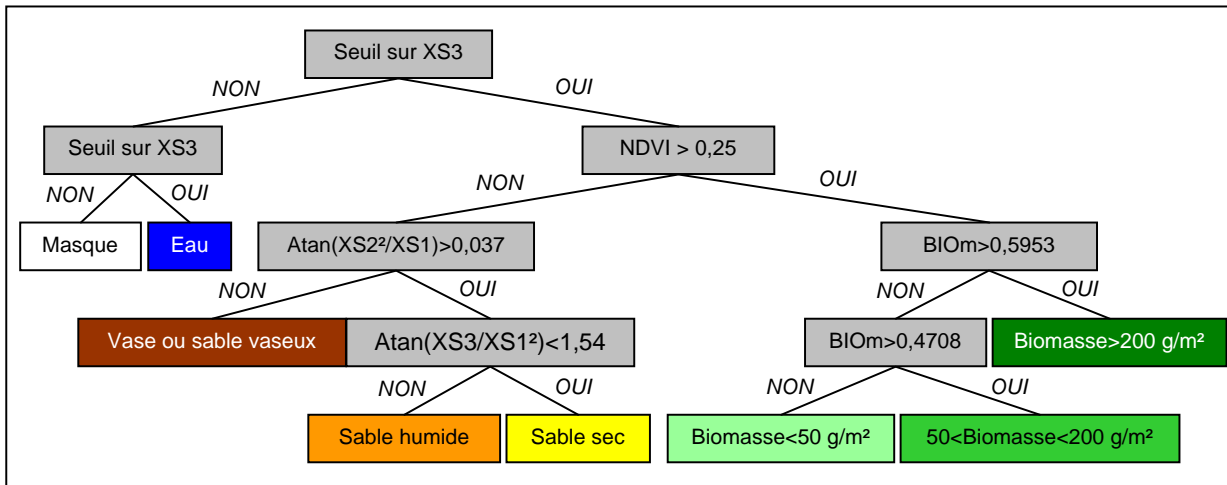 Seuil sur XS3
NON
OUI
Seuil sur XS3
NDVI > 0,25
NON
OUI
NON
OUI
Masque
Eau
Atan(XS2²/XS1)>0,037
BIOm>0,5953
NON
OUI
NON
OUI
Vase ou sable vaseux
Atan(XS3/XS1²)<1,54
BIOm>0,4708
Biomasse>200 g/m²
NON
OUI
NON
OUI
Sable humide
Sable sec
Biomasse<50 g/m²
50<Biomasse<200 g/m²